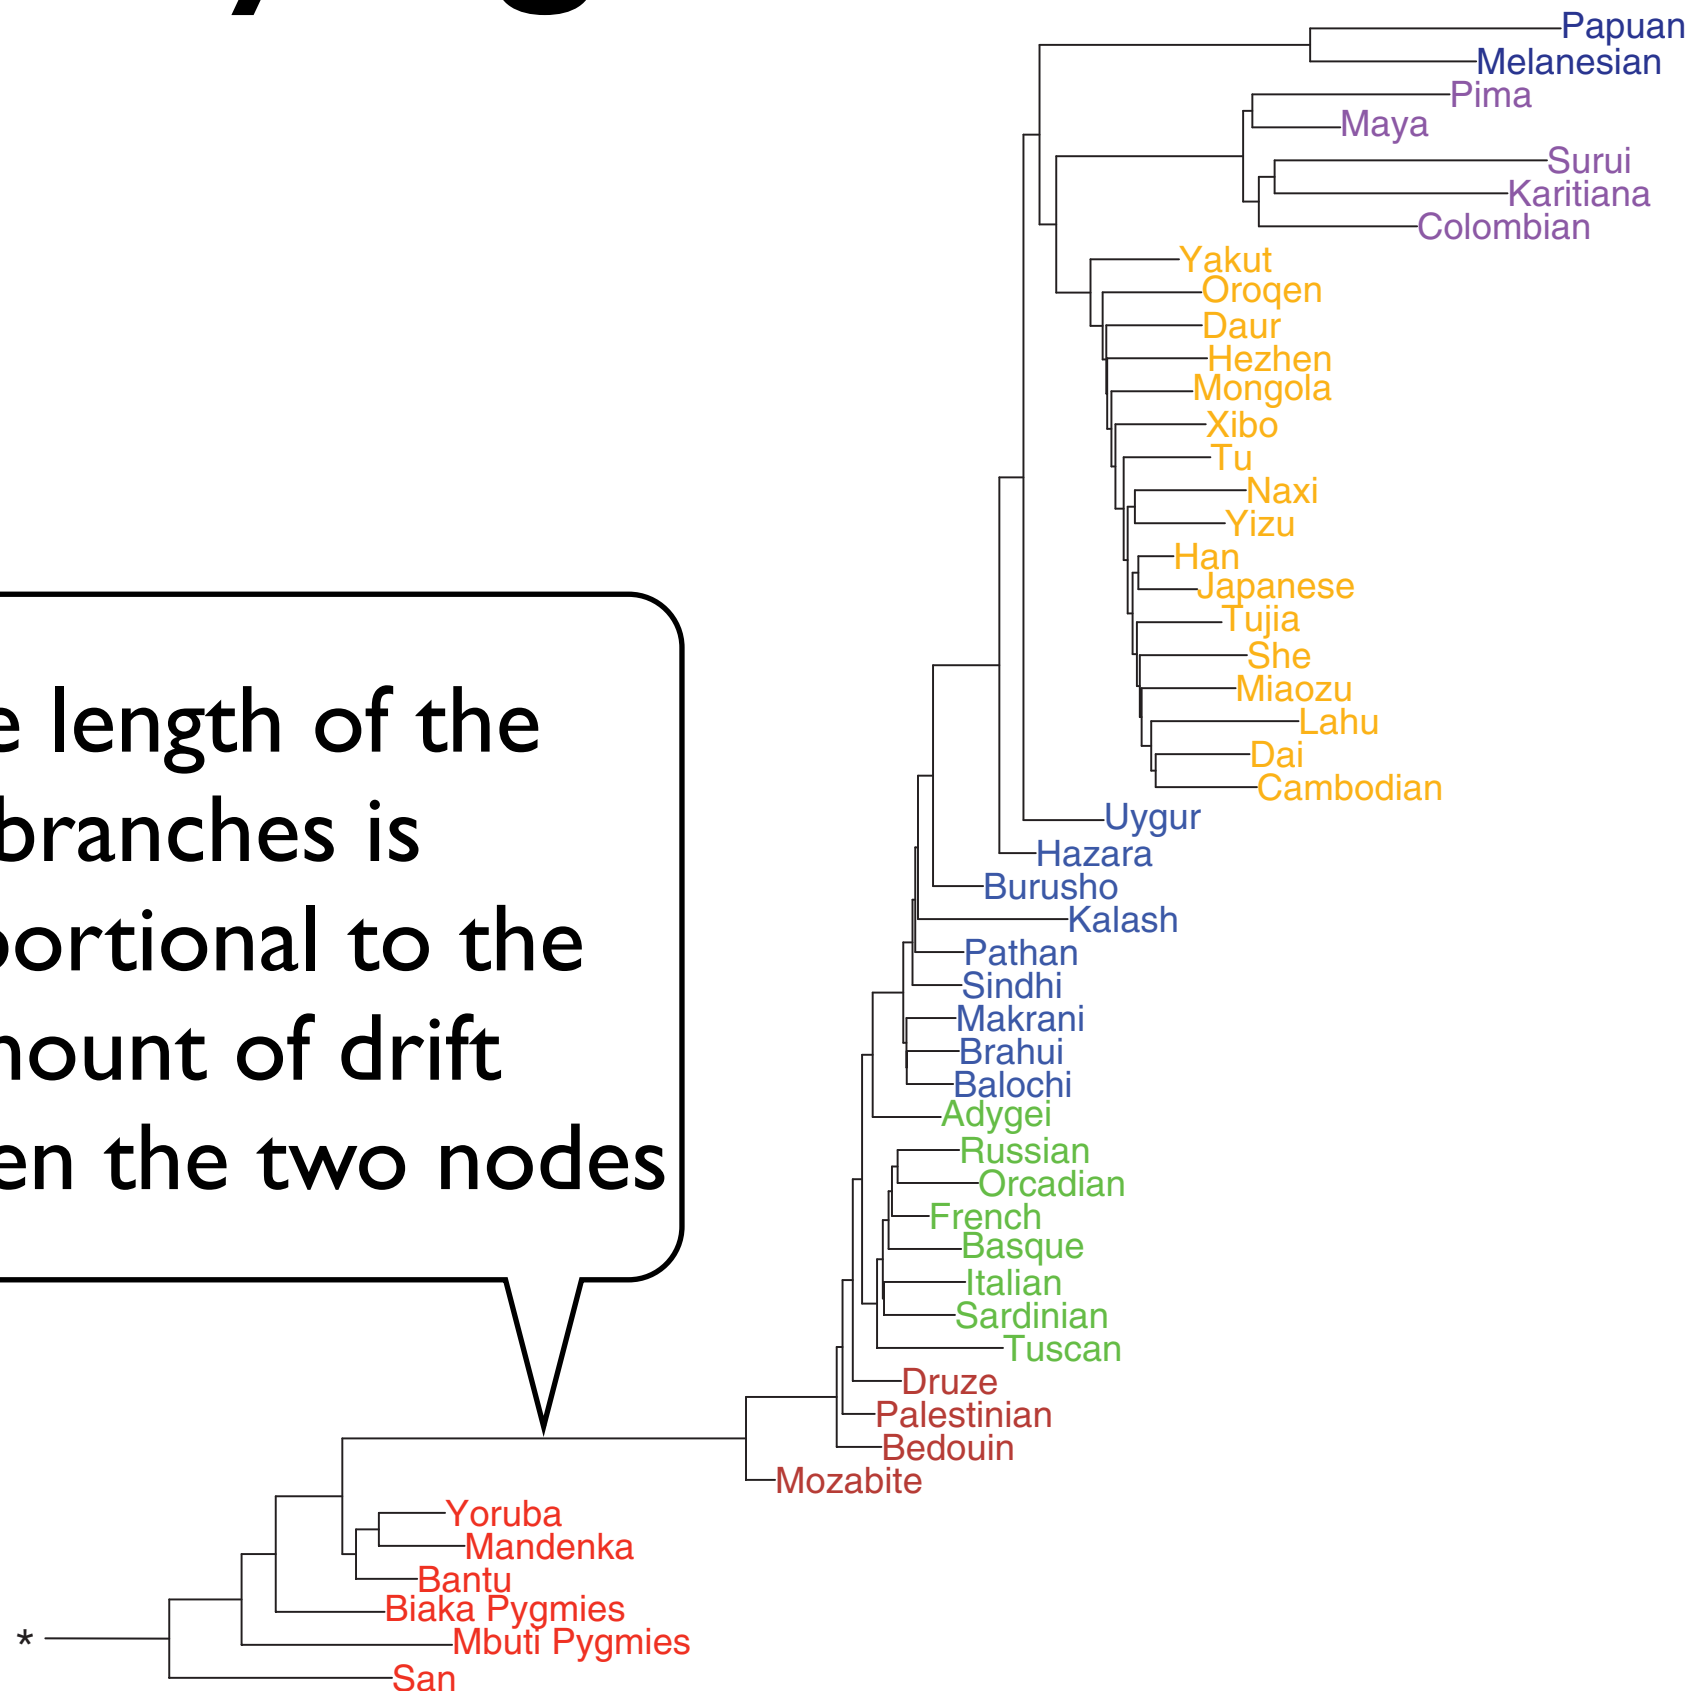 Papuan
Melanesian
Pima
Maya
Surui
Karitiana
Colombian
Yakut
Oroqen
Daur
Hezhen
Mongola
Xibo
Tu
Naxi
Yizu
Han
Japanese
Tujia
She
Miaozu
Lahu
Dai
Cambodian
Uygur
Hazara
Burusho
Kalash
Pathan
Sindhi
Makrani
Brahui
Balochi
Adygei
Russian
Orcadian
French
Basque
Italian
Sardinian
Tuscan
Druze
Palestinian
Bedouin
Mozabite
Yoruba
Mandenka
Bantu
Biaka Pygmies
Mbuti Pygmies
San
*
e length of the
branches is
portional to the
nount of drift
en the two nodes